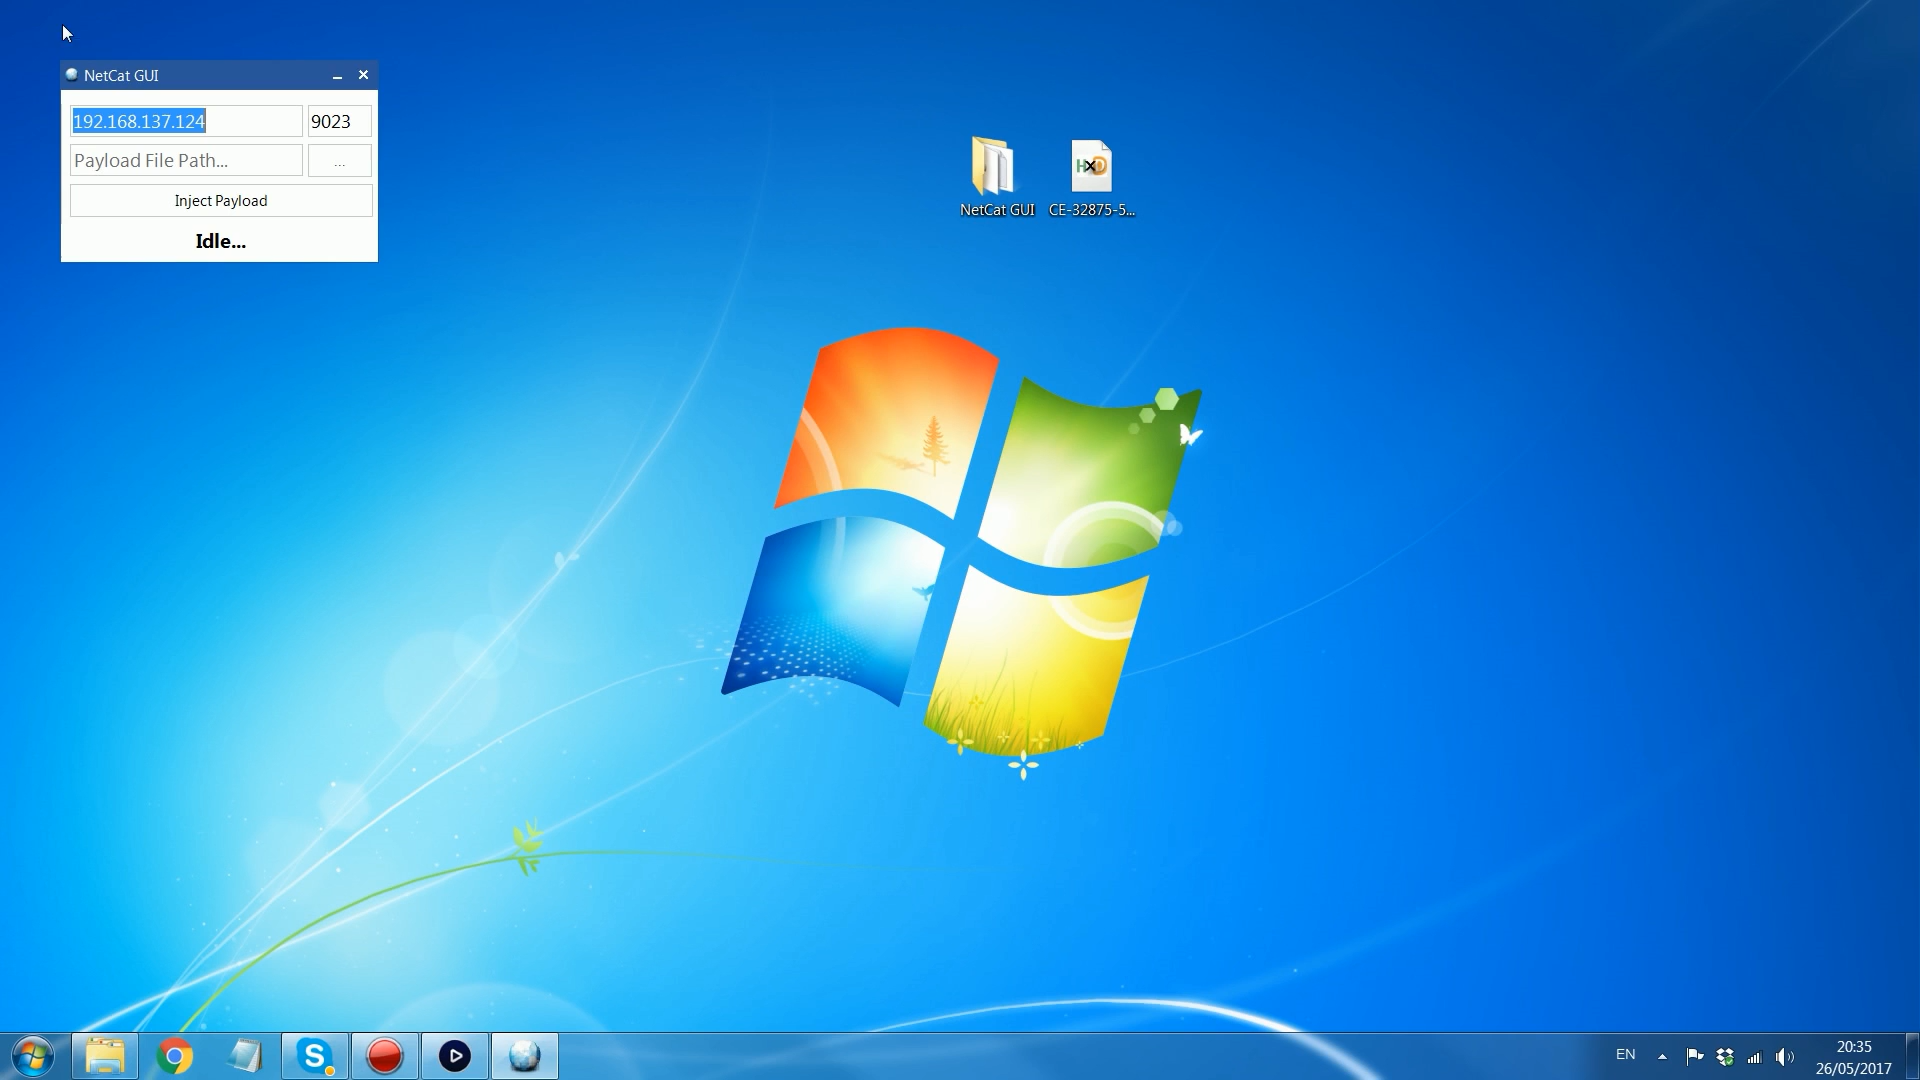 NetCat GUI
192.168.137.124
9023
Payload File Path...
...
Inject Payload
Idle...
NetCat GUI
HXD
CE-32875-5...
S
EN
20:35
26/05/2017